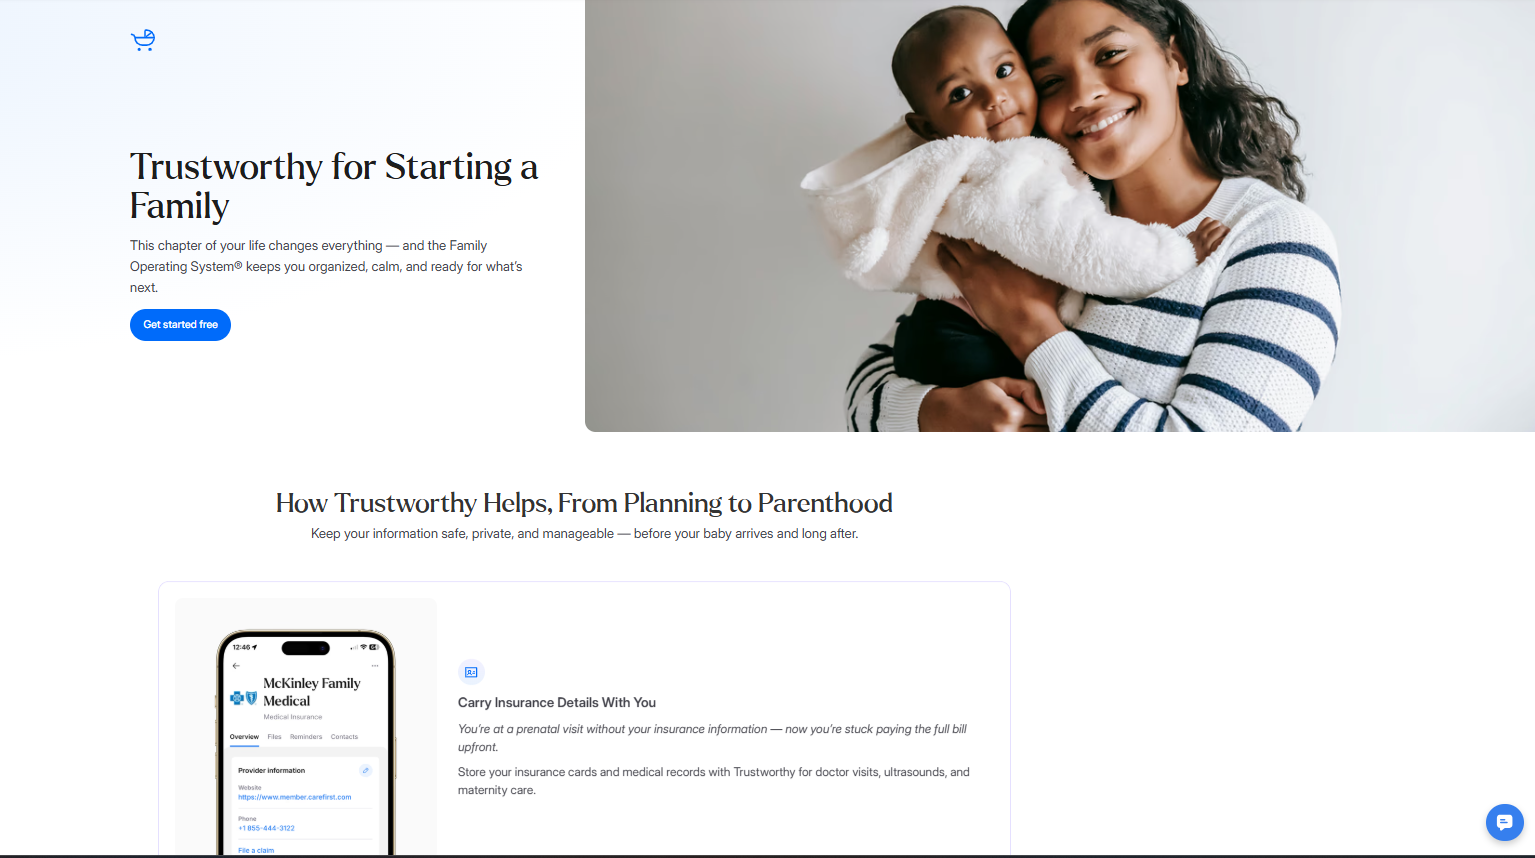 Trustworthy for Starting a
Family
This chapter of your life changes everything — and the Family
Operating System® keeps you organized, calm, and ready for what's
next.
Get started free
How Trustworthy Helps, From Planning to Parenthood
Keep your information safe, private, and manageable — before your baby arrives and long after.
12:46
McKinley Family
Medical
Medical Insurance
Overview Files Reminders Contacts
Provider information
Website
https://www.member.carefirst.com
Phone
+1 855-444-3122
File a claim
Carry Insurance Details With You
You're at a prenatal visit without your insurance information — now you're stuck paying the full bill
upfront.
Store your insurance cards and medical records with Trustworthy for doctor visits, ultrasounds, and
maternity care.